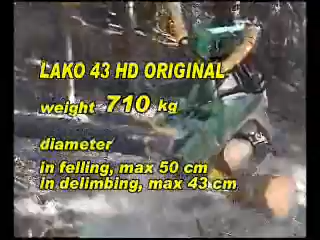 LAKO 43 HD ORIGINAL
weight 710 kg
diameter
in felling, max 50 cm
in delimbing, max 43 cm